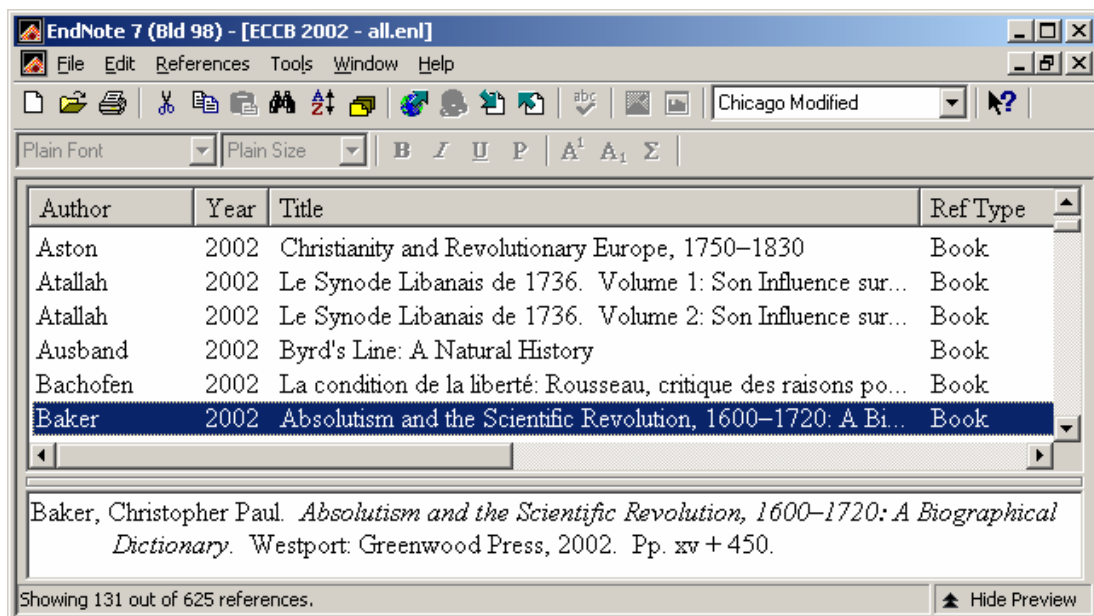 EndNote 7 (Bld 98) - [ECCB 2002 - all.enl]
File Edit References Tools Window Help
abc Chicago Modified ?
Plain Font Plain Size B I U P A¹ A₁ Σ
Author Year Title Ref Type
Aston 2002 Christianity and Revolutionary Europe, 1750–1830 Book
Atallah 2002 Le Synode Libanais de 1736. Volume 1: Son Influence sur... Book
Atallah 2002 Le Synode Libanais de 1736. Volume 2: Son Influence sur... Book
Ausband 2002 Byrd's Line: A Natural History Book
Bachofen 2002 La condition de la liberté: Rousseau, critique des raisons po... Book
Baker 2002 Absolutism and the Scientific Revolution, 1600–1720: A Bi... Book
Baker, Christopher Paul. Absolutism and the Scientific Revolution, 1600–1720: A Biographical
Dictionary. Westport: Greenwood Press, 2002. Pp. xv + 450.
Showing 131 out of 625 references. Hide Preview